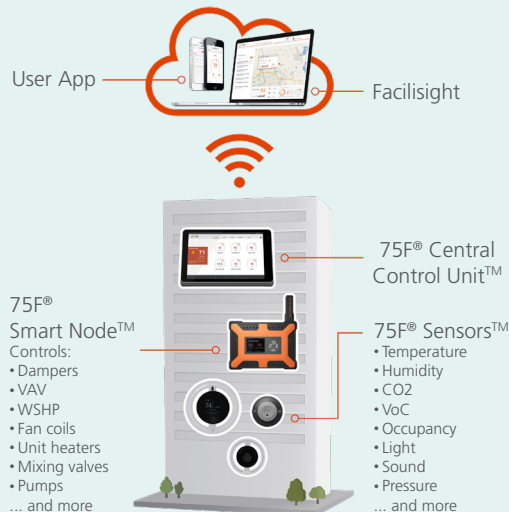 User App
Facilisight
75F® Central
Control Unit™
75F®
Smart Node™
Controls:
• Dampers
• VAV
• WSHP
• Fan coils
• Unit heaters
• Mixing valves
• Pumps
... and more
75F® Sensors™
• Temperature
• Humidity
• CO2
• VoC
• Occupancy
• Light
• Sound
• Pressure
... and more